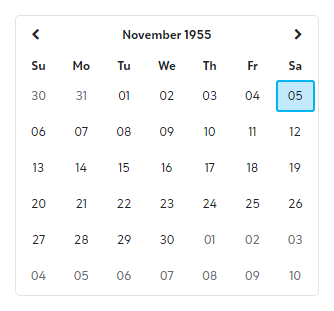 November 1955
Su Mo Tu We Th Fr Sa
30 31 01 02 03 04 05
06 07 08 09 10 11 12
13 14 15 16 17 18 19
20 21 22 23 24 25 26
27 28 29 30 01 02 03
04 05 06 07 08 09 10